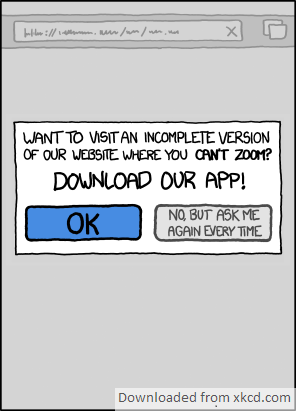 WANT TO VISIT AN INCOMPLETE VERSION
OF OUR WEBSITE WHERE YOU CAN'T ZOOM?
DOWNLOAD OUR APP!
OK
NO, BUT ASK ME
AGAIN EVERY TIME
Downloaded from xkcd.com